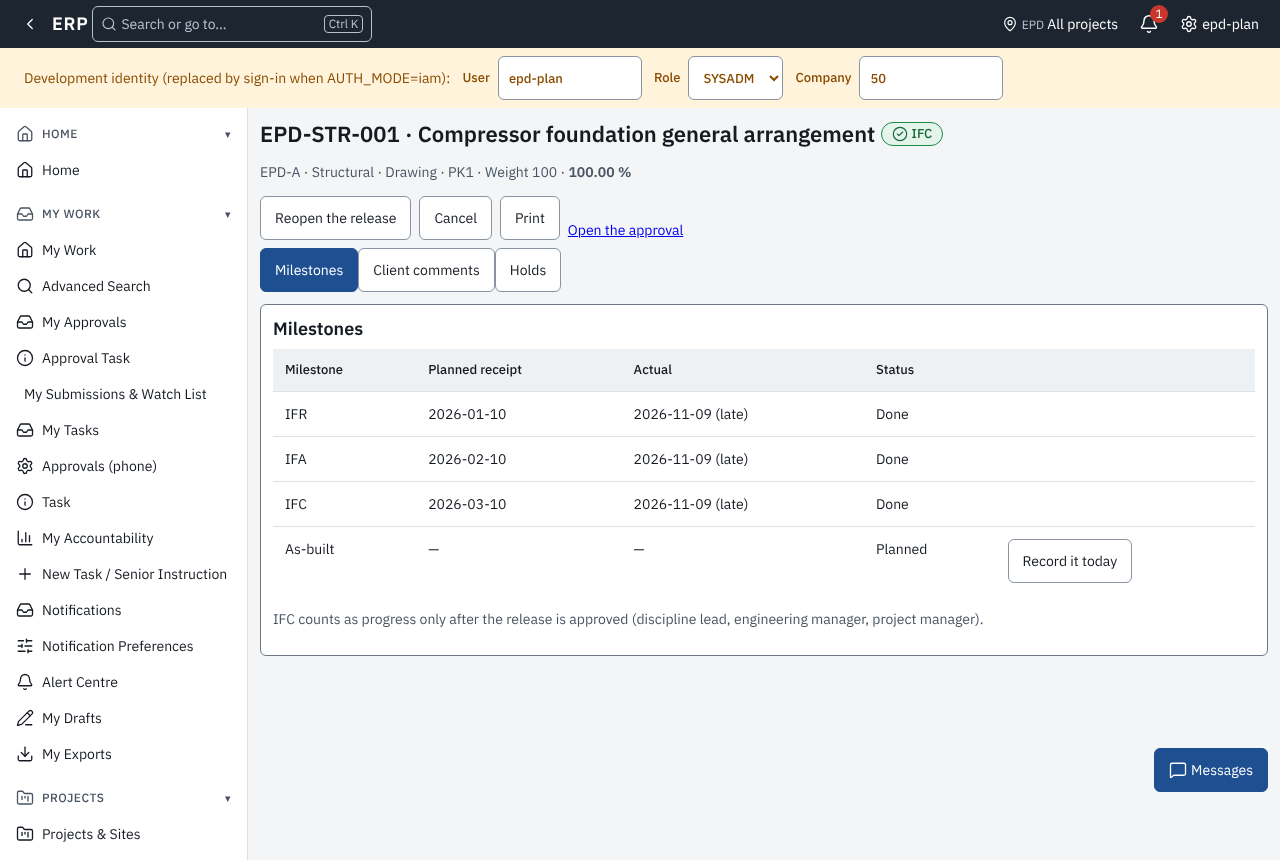 ERP
Search or go to...
Ctrl K
EPD All projects
1
epd-plan
Development identity (replaced by sign-in when AUTH_MODE=iam):
User
epd-plan
Role
SYSADM
Company
50
HOME
Home
MY WORK
My Work
Advanced Search
My Approvals
Approval Task
My Submissions & Watch List
My Tasks
Approvals (phone)
Task
My Accountability
New Task / Senior Instruction
Notifications
Notification Preferences
Alert Centre
My Drafts
My Exports
PROJECTS
Projects & Sites
EPD-STR-001 · Compressor foundation general arrangement
IFC
EPD-A · Structural · Drawing · PK1 · Weight 100 · 100.00 %
Reopen the release
Cancel
Print
Open the approval
Milestones
Client comments
Holds
Milestones
Milestone Planned receipt Actual Status
IFR 2026-01-10 2026-11-09 (late) Done
IFA 2026-02-10 2026-11-09 (late) Done
IFC 2026-03-10 2026-11-09 (late) Done
As-built — — Planned Record it today
IFC counts as progress only after the release is approved (discipline lead, engineering manager, project manager).
Messages